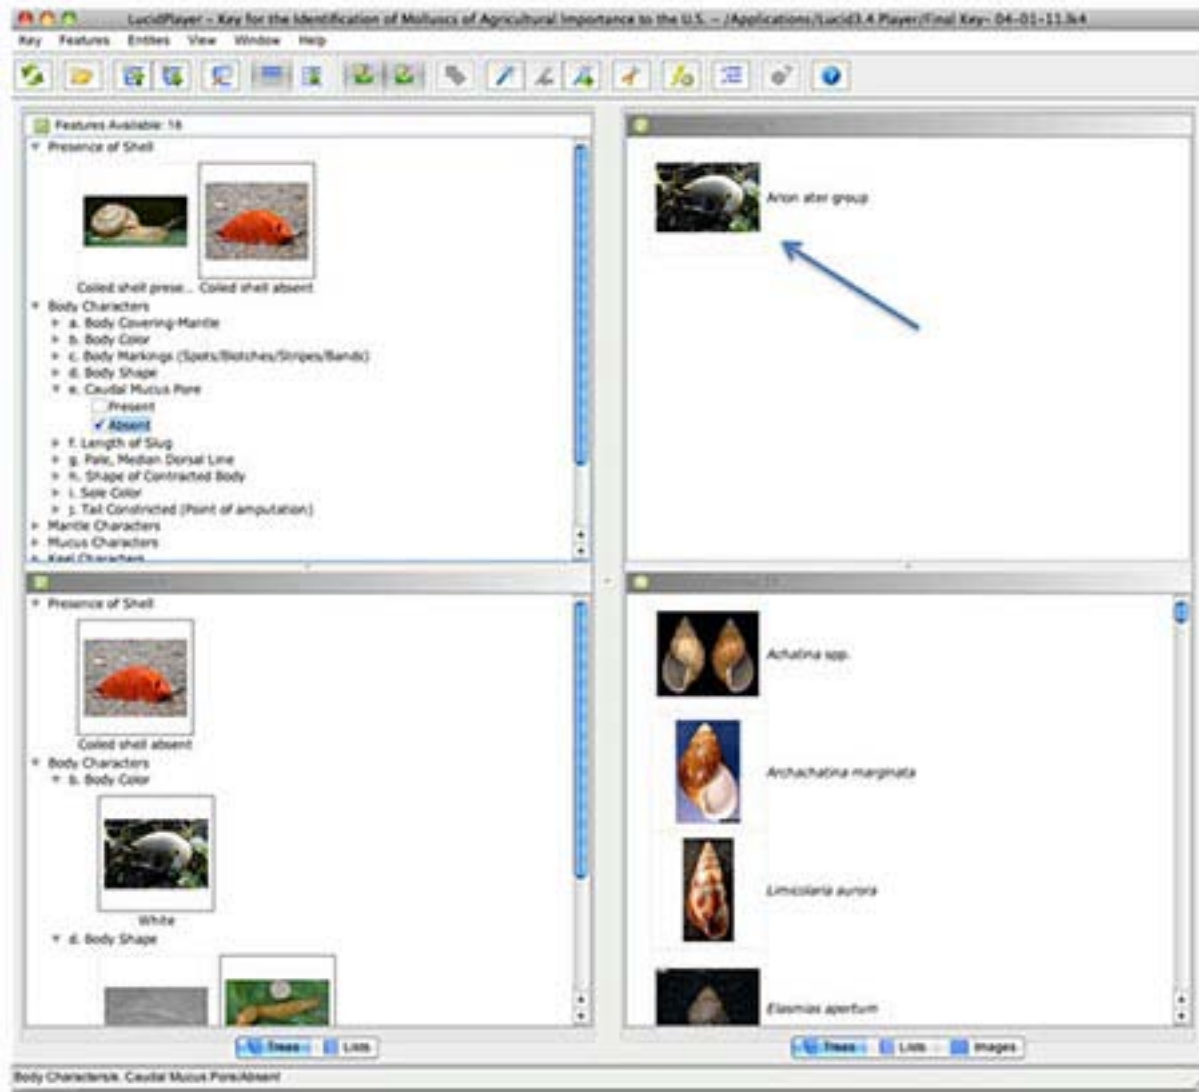 LucidPlayer - Key for the Identification of Molluscs of Agricultural Importance to the U.S. - /Applications/Lucid3.4 Player/Final Key- 04-01-11.lk4
Key Features Entities View Window Help
Features Available: 16
Presence of Shell
Coiled shell prese... Coiled shell absent
Body Characters
a. Body Covering-Mantle
b. Body Color
c. Body Markings (Spots/Blotches/Stripes/Bands)
d. Body Shape
e. Caudal Mucus Pore
Present
Absent
f. Length of Slug
g. Pale, Median Dorsal Line
h. Shape of Contracted Body
i. Sole Color
j. Tail Constricted (Point of amputation)
Mantle Characters
Mucus Characters
Keel Characters
Presence of Shell
Coiled shell absent
Body Characters
b. Body Color
White
d. Body Shape
Trees Lists
Arion ater group
Achatina spp.
Archachatina marginata
Limicolaria aurora
Elasmias apertum
Trees Lists Images
Body Characters/e. Caudal Mucus Pore/Absent